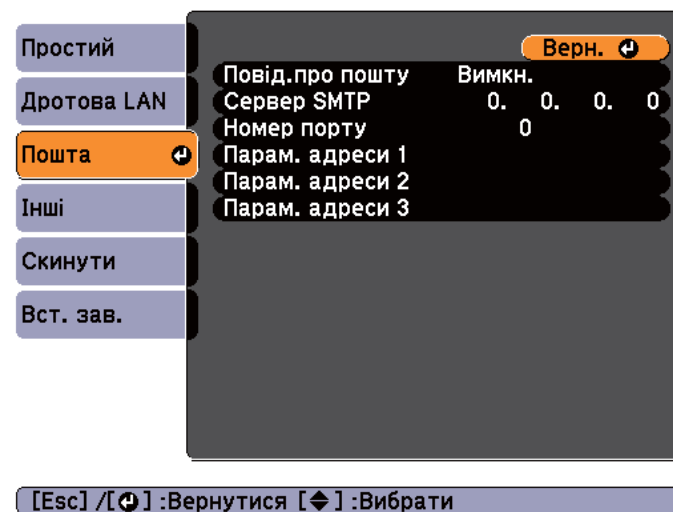 Простий
Дротова LAN
Пошта
Інші
Скинути
Вст. зав.
Верн.
Повід.про пошту Вимкн.
Сервер SMTP 0. 0. 0. 0
Номер порту 0
Парам. адреси 1
Парам. адреси 2
Парам. адреси 3
[Esc] /[ ] :Вернутися [ ] :Вибрати